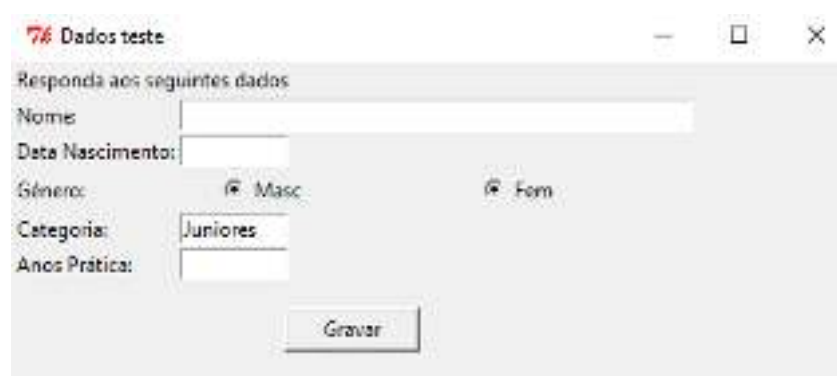 Dados teste
Responda aos seguintes dados
Nome:
Data Nascimento:
Género: Masc Fem
Categoria: Juniores
Anos Prática:
Gravar